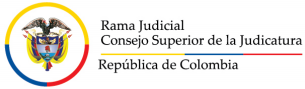 Rama Judicial
Consejo Superior de la Judicatura
República de Colombia